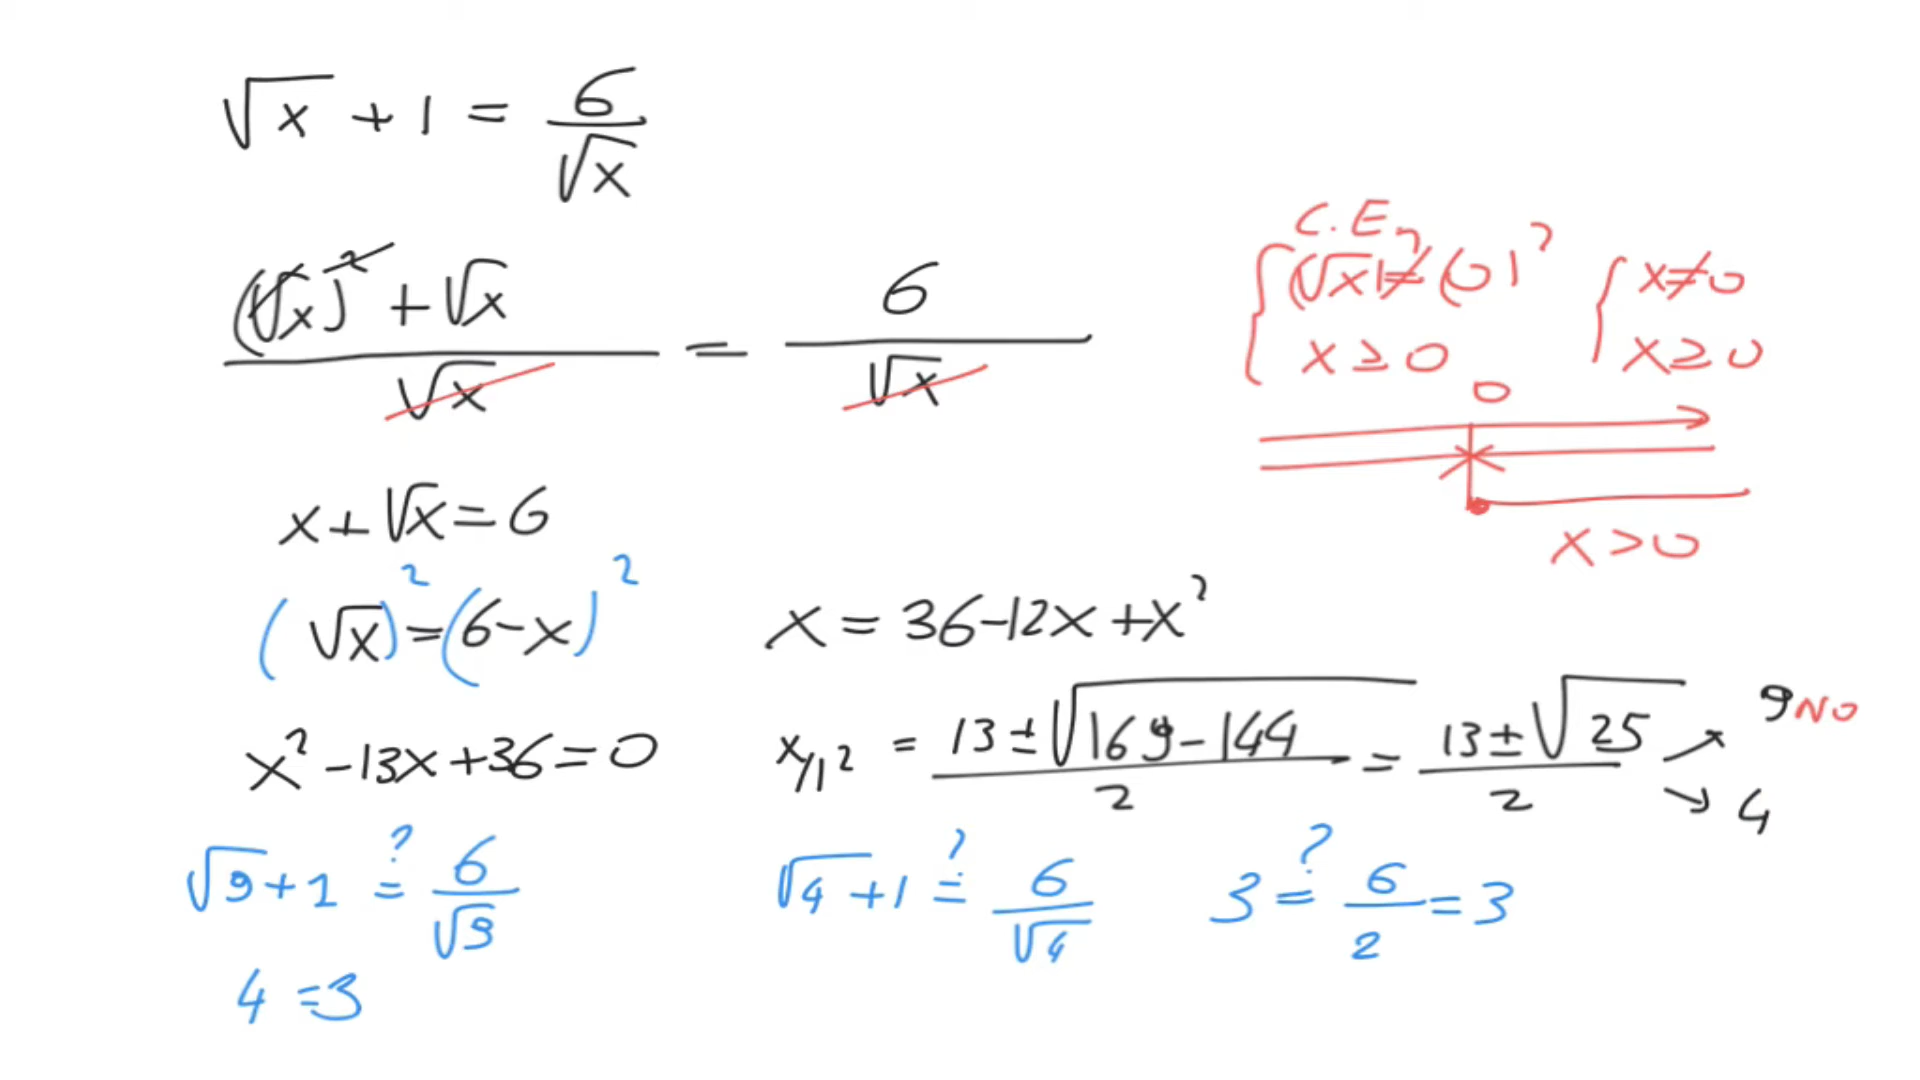 √x + 1 = 6/√x
C.E.
((√x)² + √x)/√x = 6/√x
{ (√x)² ≠ (0)² { x ≠ 0
x ≥ 0 x ≥ 0
0
x + √x = 6
x > 0
(√x)² = (6-x)² x = 36-12x+x²
x² - 13x + 36 = 0 x/12 = (13 ± √(169-144))/2 = (13 ± √25)/2 ↗ 9 NO
→ 4
√9 + 1 ?= 6/√9 √4 + 1 ?= 6/√4 3 ?= 6/2 = 3
4 = 3